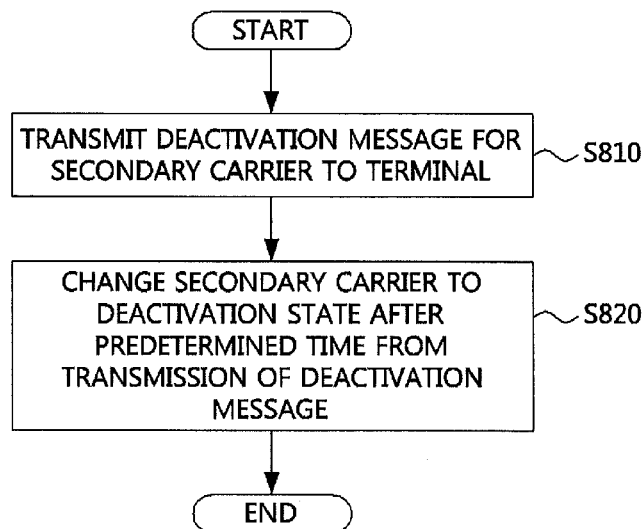 START
TRANSMIT DEACTIVATION MESSAGE FOR
SECONDARY CARRIER TO TERMINAL
S810
CHANGE SECONDARY CARRIER TO
DEACTIVATION STATE AFTER
PREDETERMINED TIME FROM
TRANSMISSION OF DEACTIVATION
MESSAGE
S820
END